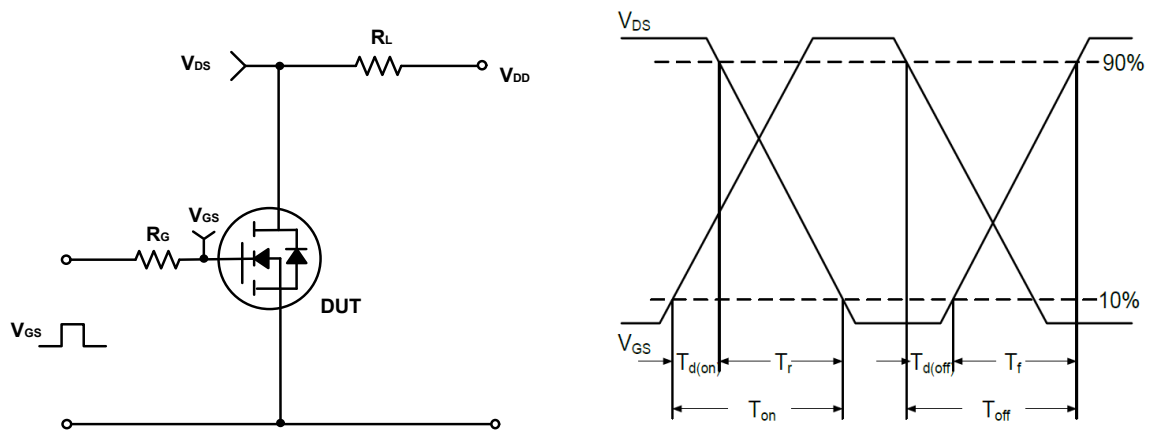 RL
VDS
VDD
RG
VGS
DUT
VGS
VDS
90%
10%
VGS
Td(on)
Tr
Td(off)
Tf
Ton
Toff